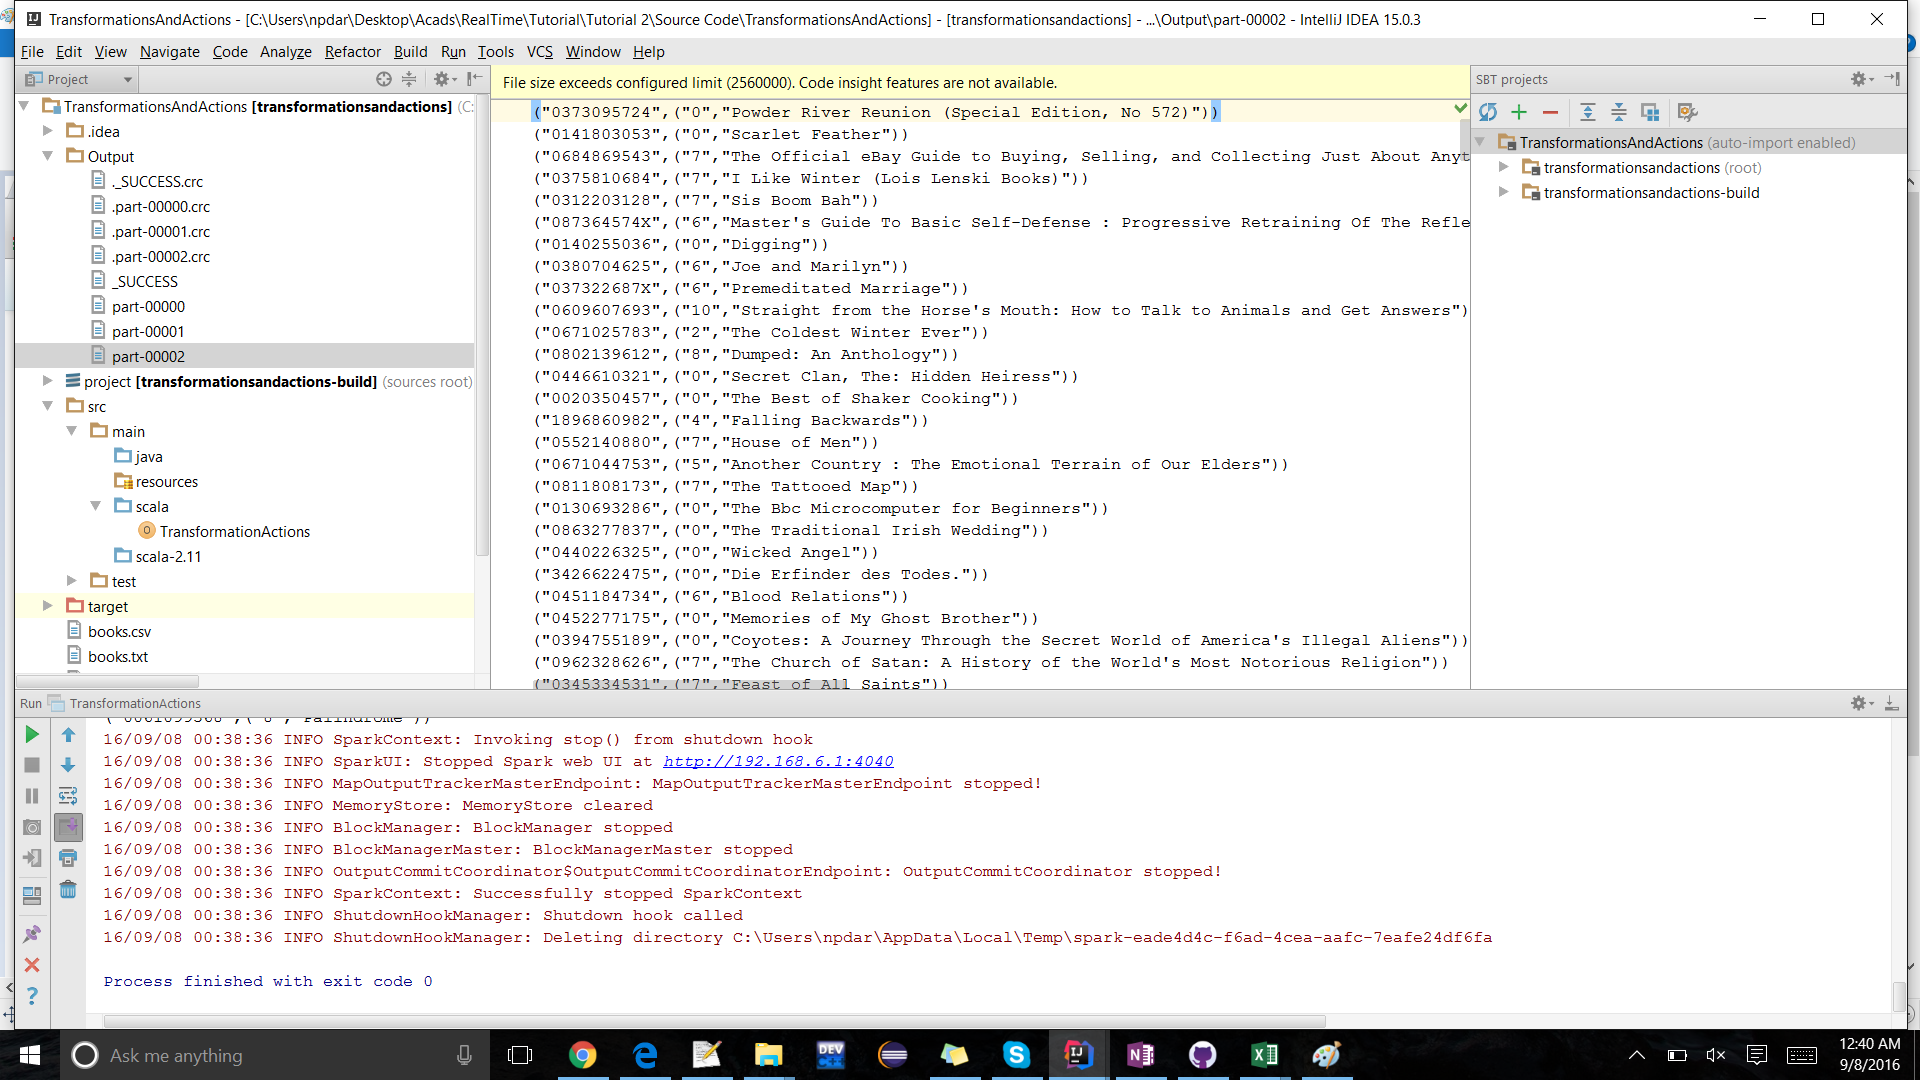 TransformationsAndActions - [C:\Users\npdar\Desktop\Acads\RealTime\Tutorial\Tutorial 2\Source Code\TransformationsAndActions] - [transformationsandactions] - ...\Output\part-00002 - IntelliJ IDEA 15.0.3
File Edit View Navigate Code Analyze Refactor Build Run Tools VCS Window Help
Project
TransformationsAndActions [transformationsandactions] (C:
.idea
Output
._SUCCESS.crc
.part-00000.crc
.part-00001.crc
.part-00002.crc
_SUCCESS
part-00000
part-00001
part-00002
project [transformationsandactions-build] (sources root)
src
main
java
resources
scala
TransformationActions
scala-2.11
test
target
books.csv
books.txt
File size exceeds configured limit (2560000). Code insight features are not available.
("0373095724",("0","Powder River Reunion (Special Edition, No 572)"))
("0141803053",("0","Scarlet Feather"))
("0684869543",("7","The Official eBay Guide to Buying, Selling, and Collecting Just About Anyt
("0375810684",("7","I Like Winter (Lois Lenski Books)"))
("0312203128",("7","Sis Boom Bah"))
("087364574X",("6","Master's Guide To Basic Self-Defense : Progressive Retraining Of The Refle
("0140255036",("0","Digging"))
("0380704625",("6","Joe and Marilyn"))
("037322687X",("6","Premeditated Marriage"))
("0609607693",("10","Straight from the Horse's Mouth: How to Talk to Animals and Get Answers")
("0671025783",("2","The Coldest Winter Ever"))
("0802139612",("8","Dumped: An Anthology"))
("0446610321",("0","Secret Clan, The: Hidden Heiress"))
("0020350457",("0","The Best of Shaker Cooking"))
("1896860982",("4","Falling Backwards"))
("0552140880",("7","House of Men"))
("0671044753",("5","Another Country : The Emotional Terrain of Our Elders"))
("0811808173",("7","The Tattooed Map"))
("0130693286",("0","The Bbc Microcomputer for Beginners"))
("0863277837",("0","The Traditional Irish Wedding"))
("0440226325",("0","Wicked Angel"))
("3426622475",("0","Die Erfinder des Todes."))
("0451184734",("6","Blood Relations"))
("0452277175",("0","Memories of My Ghost Brother"))
("0394755189",("0","Coyotes: A Journey Through the Secret World of America's Illegal Aliens"))
("0962328626",("7","The Church of Satan: A History of the World's Most Notorious Religion"))
("0345334531",("7","Feast of All Saints"))
SBT projects
TransformationsAndActions (auto-import enabled)
transformationsandactions (root)
transformationsandactions-build
Run TransformationActions
16/09/08 00:38:36 INFO SparkContext: Invoking stop() from shutdown hook
16/09/08 00:38:36 INFO SparkUI: Stopped Spark web UI at http://192.168.6.1:4040
16/09/08 00:38:36 INFO MapOutputTrackerMasterEndpoint: MapOutputTrackerMasterEndpoint stopped!
16/09/08 00:38:36 INFO MemoryStore: MemoryStore cleared
16/09/08 00:38:36 INFO BlockManager: BlockManager stopped
16/09/08 00:38:36 INFO BlockManagerMaster: BlockManagerMaster stopped
16/09/08 00:38:36 INFO OutputCommitCoordinator$OutputCommitCoordinatorEndpoint: OutputCommitCoordinator stopped!
16/09/08 00:38:36 INFO SparkContext: Successfully stopped SparkContext
16/09/08 00:38:36 INFO ShutdownHookManager: Shutdown hook called
16/09/08 00:38:36 INFO ShutdownHookManager: Deleting directory C:\Users\npdar\AppData\Local\Temp\spark-eade4d4c-f6ad-4cea-aafc-7eafe24df6fa
Process finished with exit code 0
Ask me anything
DEV
12:40 AM
9/8/2016